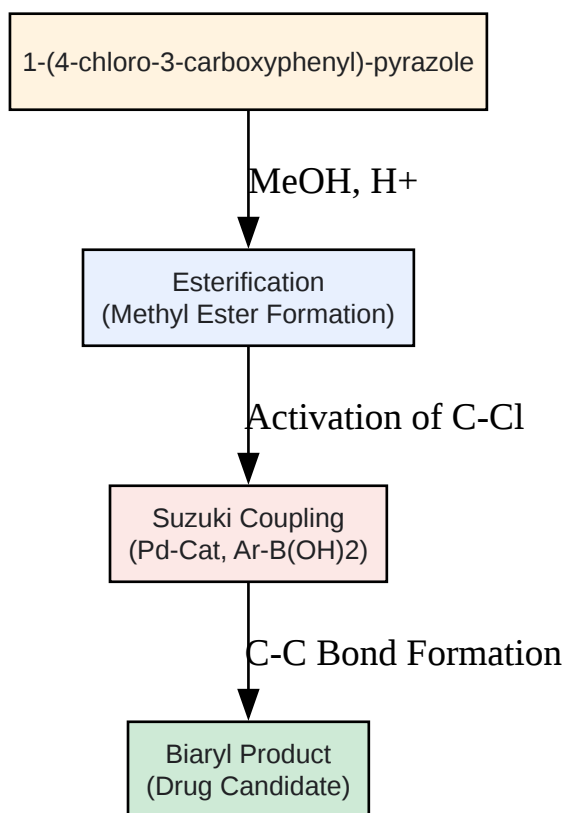 1-(4-chloro-3-carboxyphenyl)-pyrazole
MeOH, H+
Esterification
(Methyl Ester Formation)
Activation of C-Cl
Suzuki Coupling
(Pd-Cat, Ar-B(OH)2)
C-C Bond Formation
Biaryl Product
(Drug Candidate)